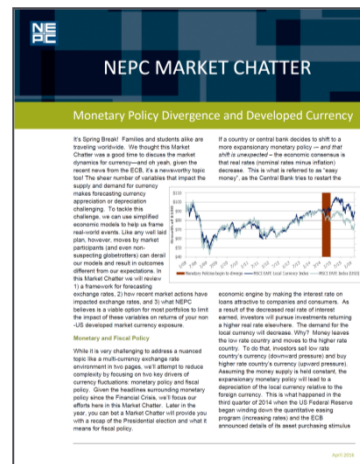 NE
PC
NEPC MARKET CHATTER
Monetary Policy Divergence and Developed Currency
It's Spring Break! Families and students alike are
traveling worldwide. We thought this Market
Chatter was a good time to discuss the market
dynamics for currency—and oh yeah, given the
recent news from the ECB, it's a newsworthy topic
too! The sheer number of variables that impact the
supply and demand for currency
makes forecasting currency
appreciation or depreciation
challenging. To tackle this
challenge, we can use simplified
economic models to help us frame
real-world events. Like any well laid
plan, however, moves by market
participants (and even non-
suspecting globetrotters) can derail
our models and result in outcomes
different from our expectations. In
this Market Chatter we will review
1) a framework for forecasting
exchange rates, 2) how recent market actions have
impacted exchange rates, and 3) what NEPC
believes is a viable option for most portfolios to limit
the impact of these variables on returns of your non
-US developed market currency exposure.
Monetary and Fiscal Policy
While it is very challenging to address a nuanced
topic like a multi-currency exchange rate
environment in two pages, we'll attempt to reduce
complexity by focusing on two key drivers of
currency fluctuations: monetary policy and fiscal
policy. Given the headlines surrounding monetary
policy since the Financial Crisis, we'll focus our
efforts here in this Market Chatter. Later in the
year, you can bet a Market Chatter will provide you
with a recap of the Presidential election and what it
means for fiscal policy.
If a country or central bank decides to shift to a
more expansionary monetary policy — and that
shift is unexpected – the economic consensus is
that real rates (nominal rates minus inflation)
decrease. This is what is referred to as "easy
money", as the Central Bank tries to restart the
economic engine by making the interest rate on
loans attractive to companies and consumers. As
a result of the decreased real rate of interest
earned, investors will pursue investments returning
a higher real rate elsewhere. The demand for the
local currency will decrease. Why? Money leaves
the low rate country and moves to the higher rate
country. To do that, investors sell low rate
country's currency (downward pressure) and buy
higher rate country's currency (upward pressure).
Assuming the money supply is held constant, the
expansionary monetary policy will lead to a
depreciation of the local currency relative to the
foreign currency. This is what happened in the
third quarter of 2014 when the US Federal Reserve
began winding down the quantitative easing
program (increasing rates) and the ECB
announced details of its asset purchasing stimulus
April 2016